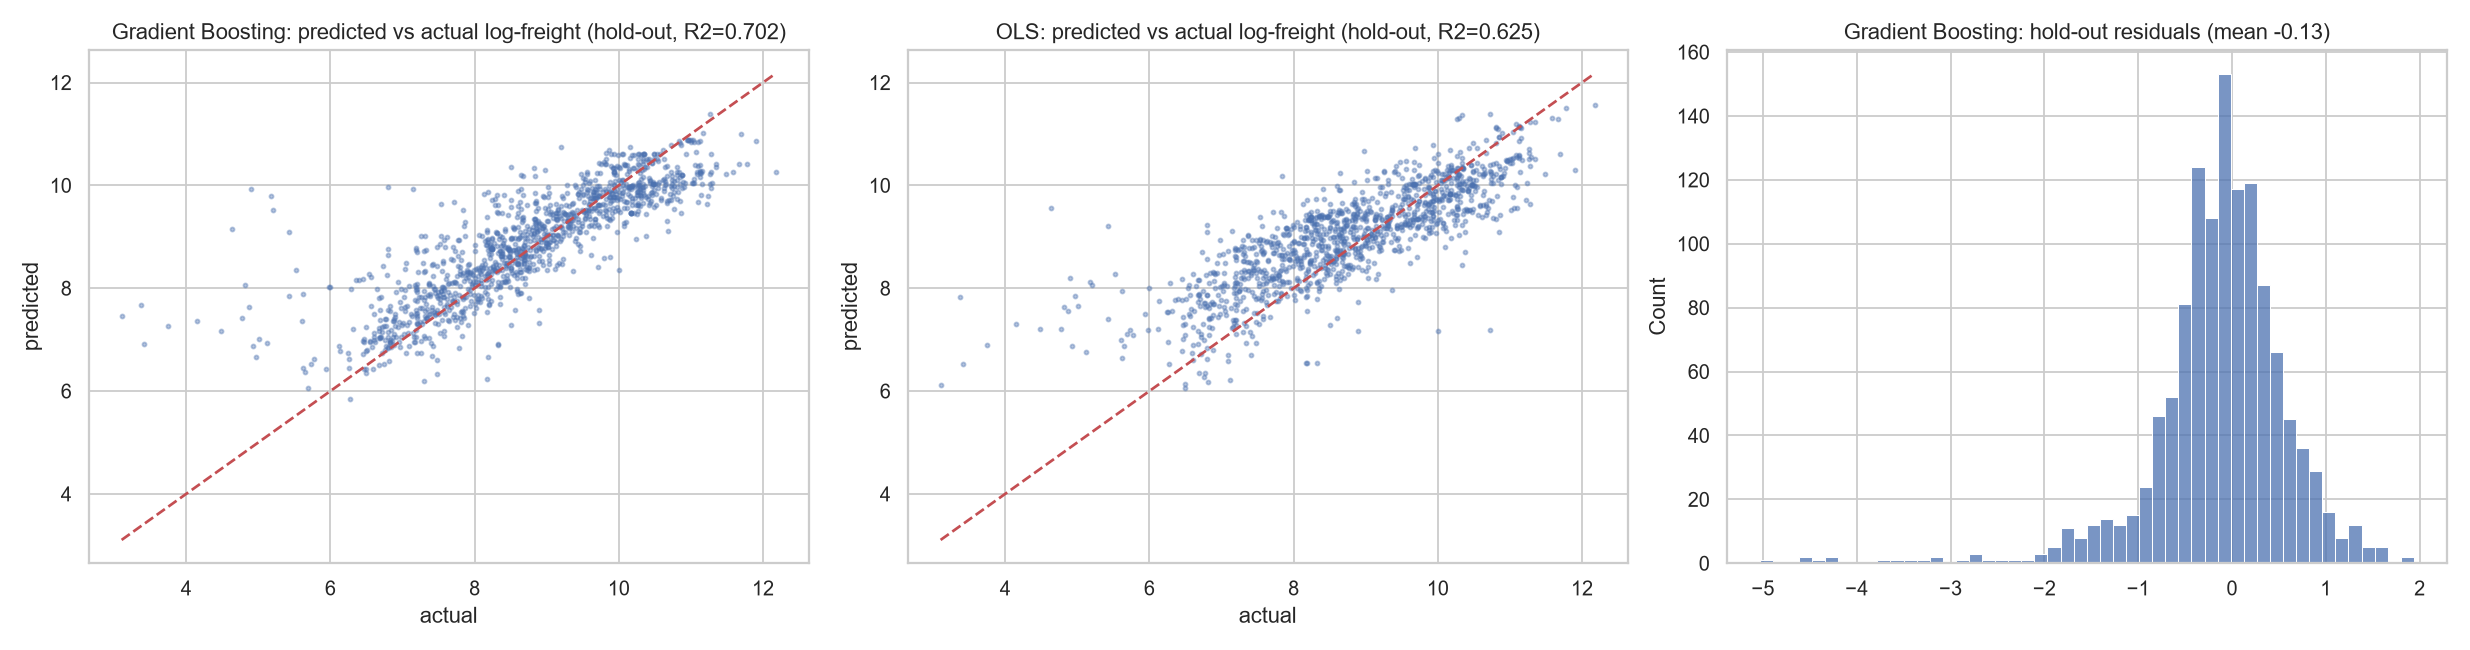 Gradient Boosting: predicted vs actual log-freight (hold-out, R2=0.702)
12
10
8
6
4
predicted
4 6 8 10 12
actual
OLS: predicted vs actual log-freight (hold-out, R2=0.625)
12
10
8
6
4
predicted
4 6 8 10 12
actual
Gradient Boosting: hold-out residuals (mean -0.13)
160
140
120
100
80
60
40
20
0
Count
−5 −4 −3 −2 −1 0 1 2